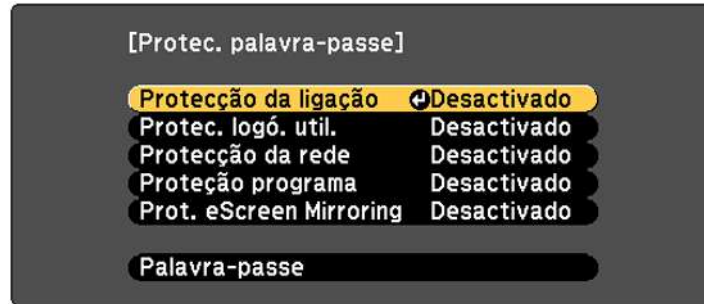 [Protec. palavra-passe]
Protecção da ligação Desactivado
Protec. logó. util. Desactivado
Protecção da rede Desactivado
Proteção programa Desactivado
Prot. eScreen Mirroring Desactivado
Palavra-passe